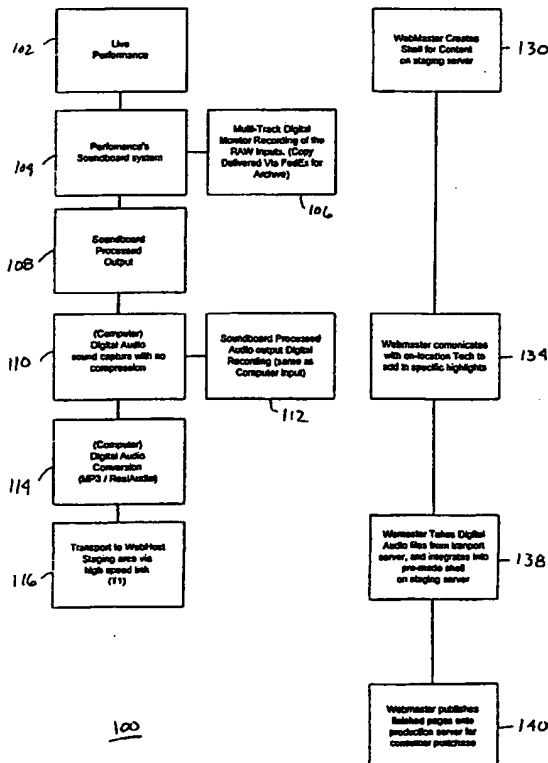 102
Live
Performance
104
Performance's
Soundboard system
Multi-Track Digital
Monitor Recording of the
RAW Inputs. (Copy
Delivered Via FedEx for
Archive)
106
108
Soundboard
Processed
Output
110
(Computer)
Digital Audio
sound capture with no
compression
Soundboard Processed
Audio output Digital
Recording (same as
Computer Input)
112
114
(Computer)
Digital Audio
Conversion
(MP3 / RealAudio)
116
Transport to WebHost
Staging area via
high speed link
(T1)
100
WebMaster Creates
Shell for Content
on staging server
130
Webmaster comunicates
with on-location Tech to
add in specific highlights
134
Wemaster Takes Digital
Audio files from tranport
server, and integrates into
pre-made shell
on staging server
138
Webmaster publishes
finished pages onto
production server for
consumer purchase
140